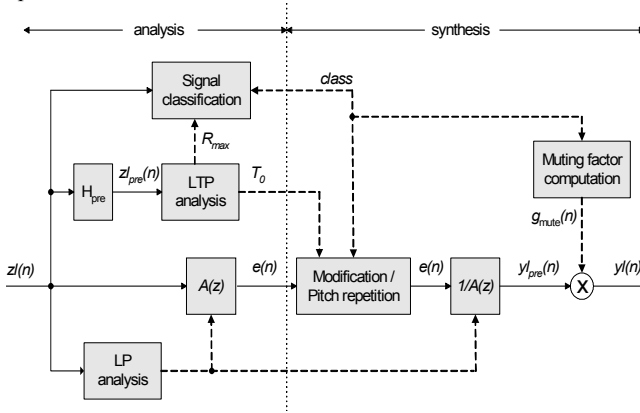 analysis
synthesis
Signal
classification
class
R_max
H_pre
zl_pre(n)
LTP
analysis
T_0
Muting factor
computation
g_mute(n)
zl(n)
A(z)
e(n)
Modification /
Pitch repetition
e(n)
1/A(z)
yl_pre(n)
X
yl(n)
LP
analysis